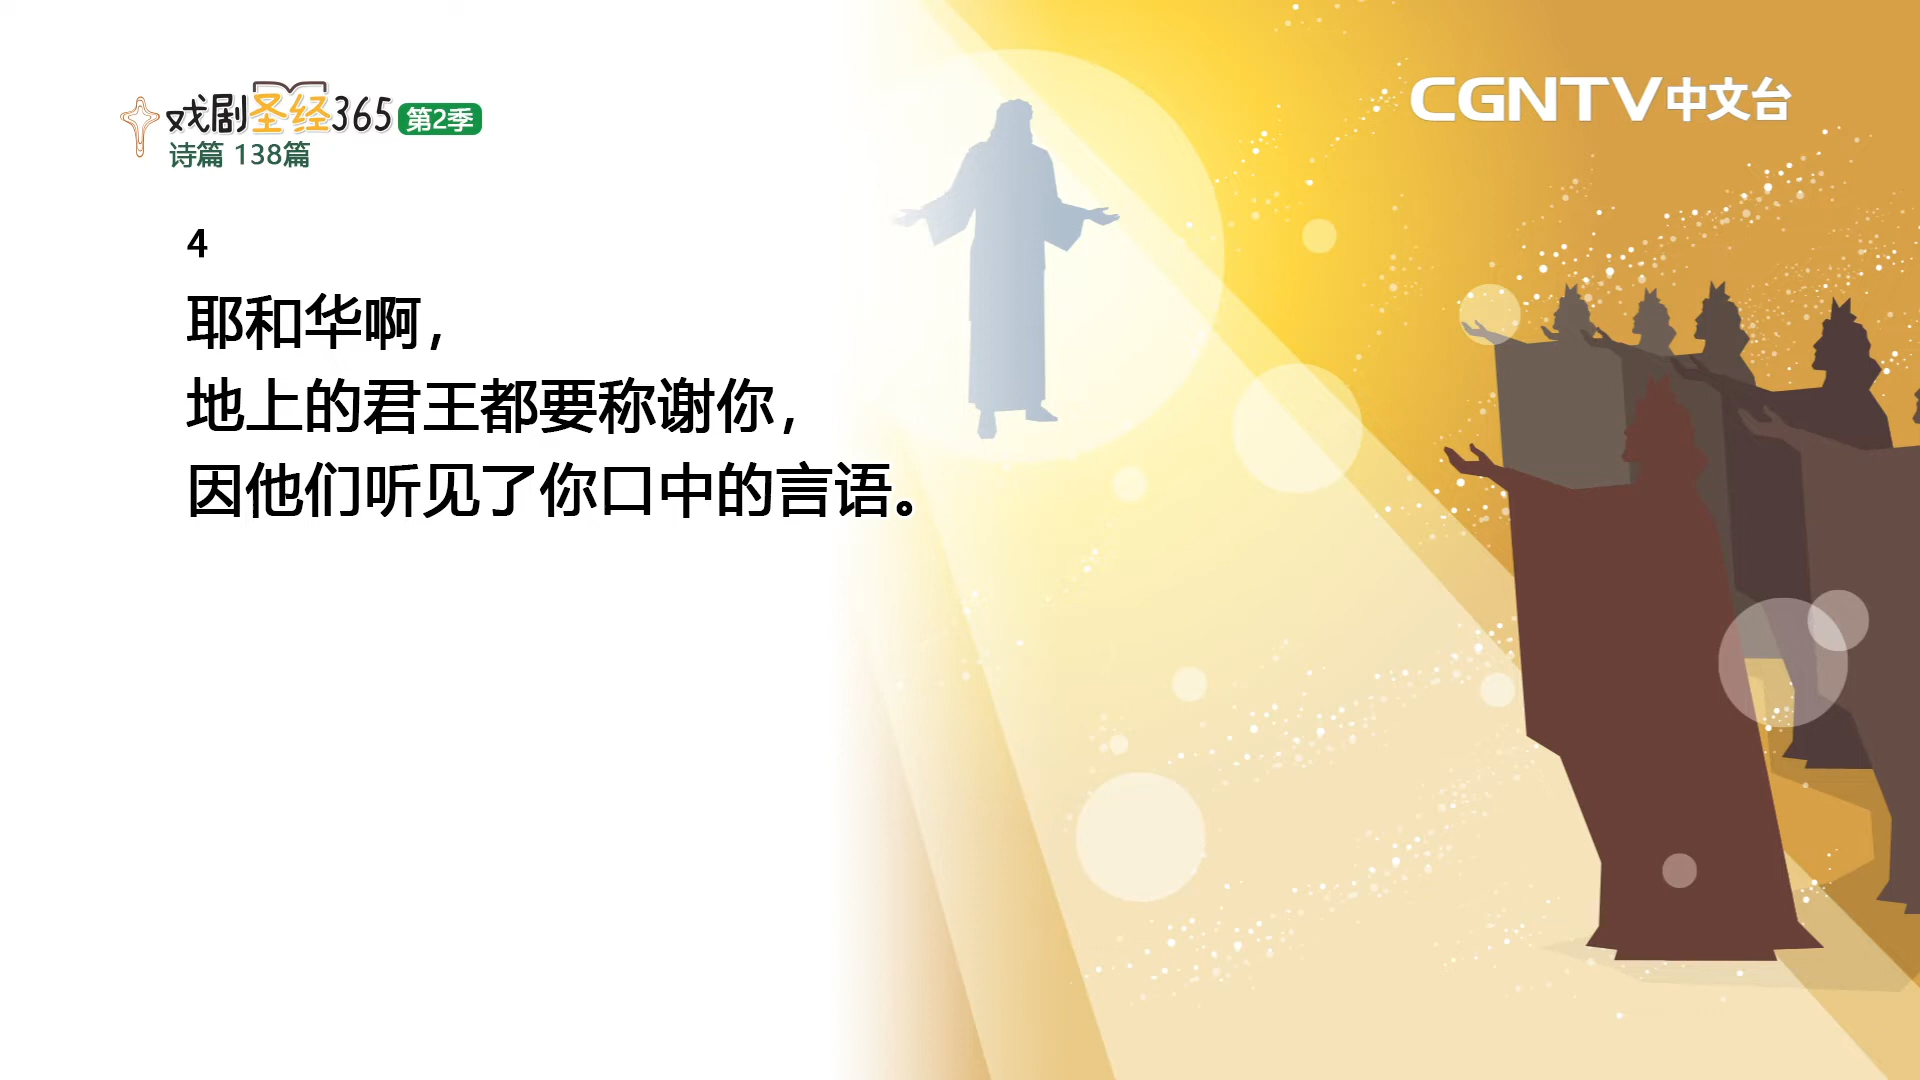 戏剧圣经365 第2季
诗篇 138篇
CGNTV中文台
4
耶和华啊，
地上的君王都要称谢你，
因他们听见了你口中的言语。